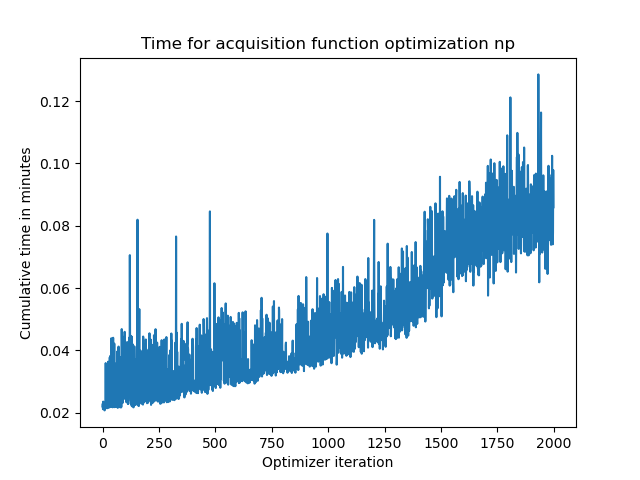 Time for acquisition function optimization np
Cumulative time in minutes
0.12
0.10
0.08
0.06
0.04
0.02
0 250 500 750 1000 1250 1500 1750 2000
Optimizer iteration